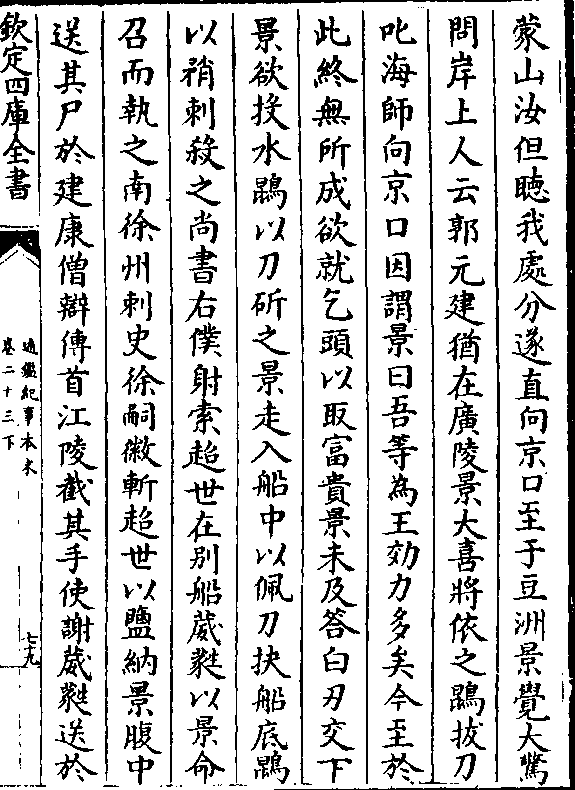 蒙山汝但聽我處分遂直向京口至于豆洲景覺大驚
問岸上人云郭元建猶在廣陵景大喜將依之鵾拔刀
叱海師向京口因謂景曰吾等為王効力多矣今至於
此終無所成欲就乞頭以取富貴景未及答白刃交下
景欲投水鵾以刀斫之景走入船中以佩刀抉船底鵾
以矟刺殺之尚書右僕射索超世在别船葳蕤以景命
召而執之南徐州刺史徐嗣徽斬超世以鹽納景腹中
送其尸於建康僧辯傳首江陵截其手使謝葳蕤送於
欽定四庫全書
通鑑紀事本末
卷二十三下
七九